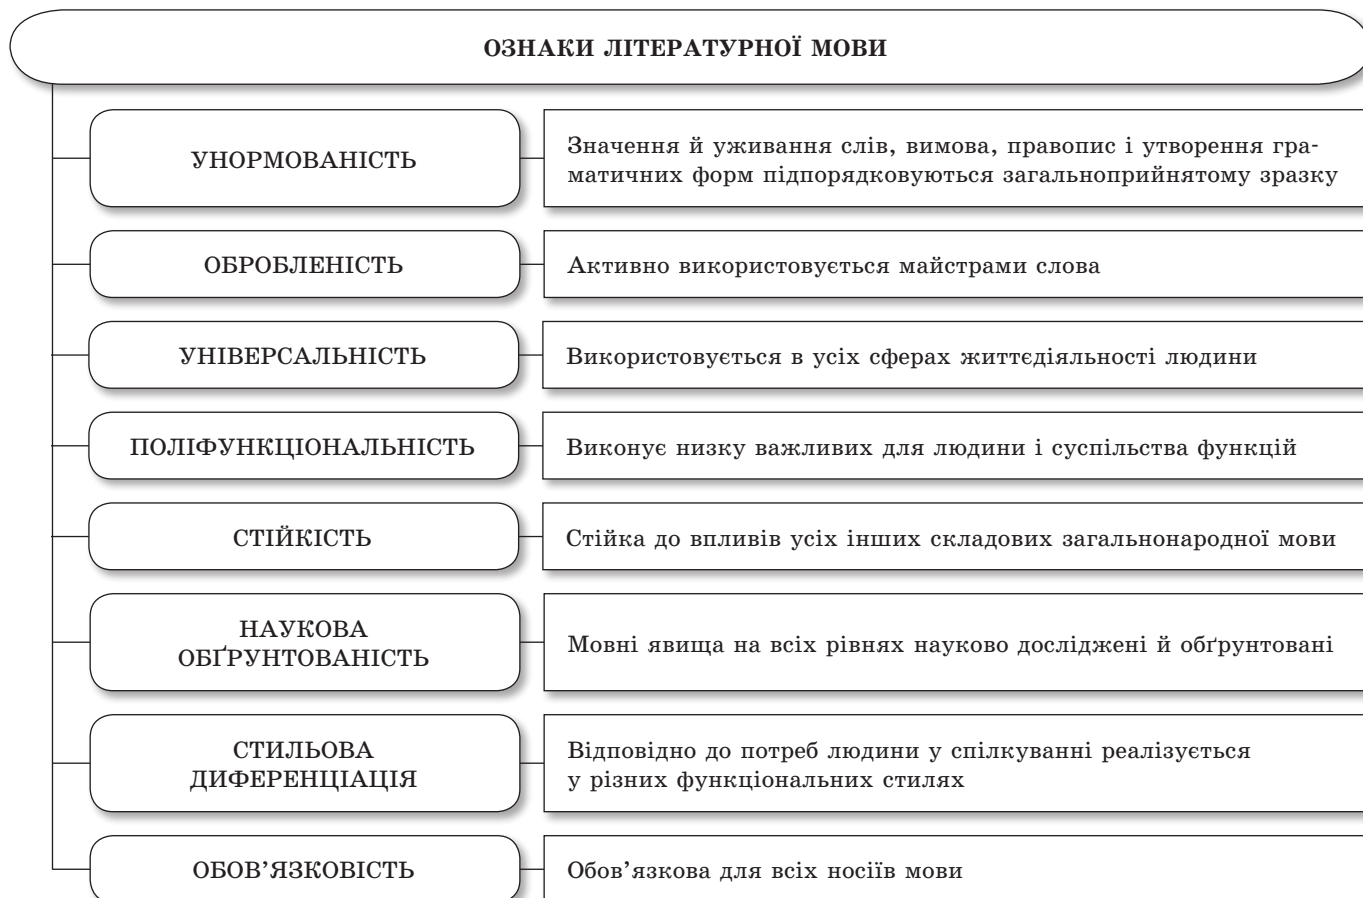 ОЗНАКИ ЛІТЕРАТУРНОЇ МОВИ
УНОРМОВАНІСТЬ
Значення й уживання слів, вимова, правопис і утворення гра-
матичних форм підпорядковуються загальноприйнятому зразку
ОБРОБЛЕНІСТЬ
Активно використовується майстрами слова
УНІВЕРСАЛЬНІСТЬ
Використовується в усіх сферах життєдіяльності людини
ПОЛІФУНКЦІОНАЛЬНІСТЬ
Виконує низку важливих для людини і суспільства функцій
СТІЙКІСТЬ
Стійка до впливів усіх інших складових загальнонародної мови
НАУКОВА
ОБҐРУНТОВАНІСТЬ
Мовні явища на всіх рівнях науково досліджені й обґрунтовані
СТИЛЬОВА
ДИФЕРЕНЦІАЦІЯ
Відповідно до потреб людини у спілкуванні реалізується
у різних функціональних стилях
ОБОВ’ЯЗКОВІСТЬ
Обов’язкова для всіх носіїв мови